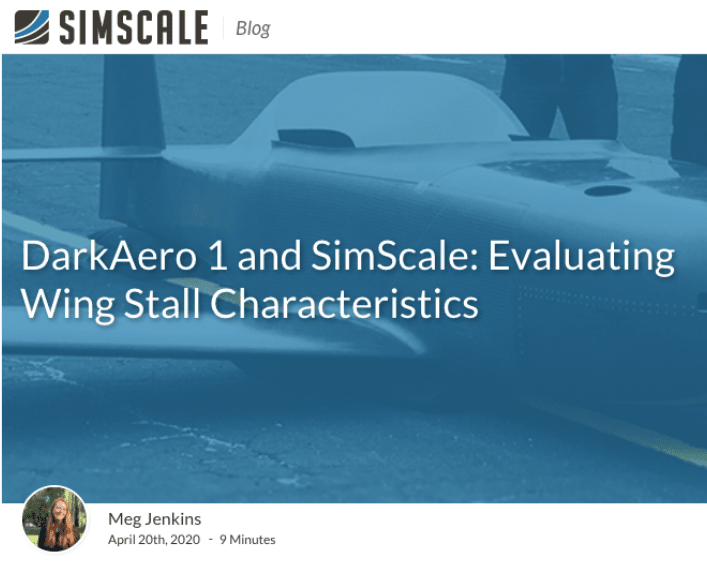 SIMSCALE Blog
DarkAero 1 and SimScale: Evaluating
Wing Stall Characteristics
Meg Jenkins
April 20th, 2020 - 9 Minutes